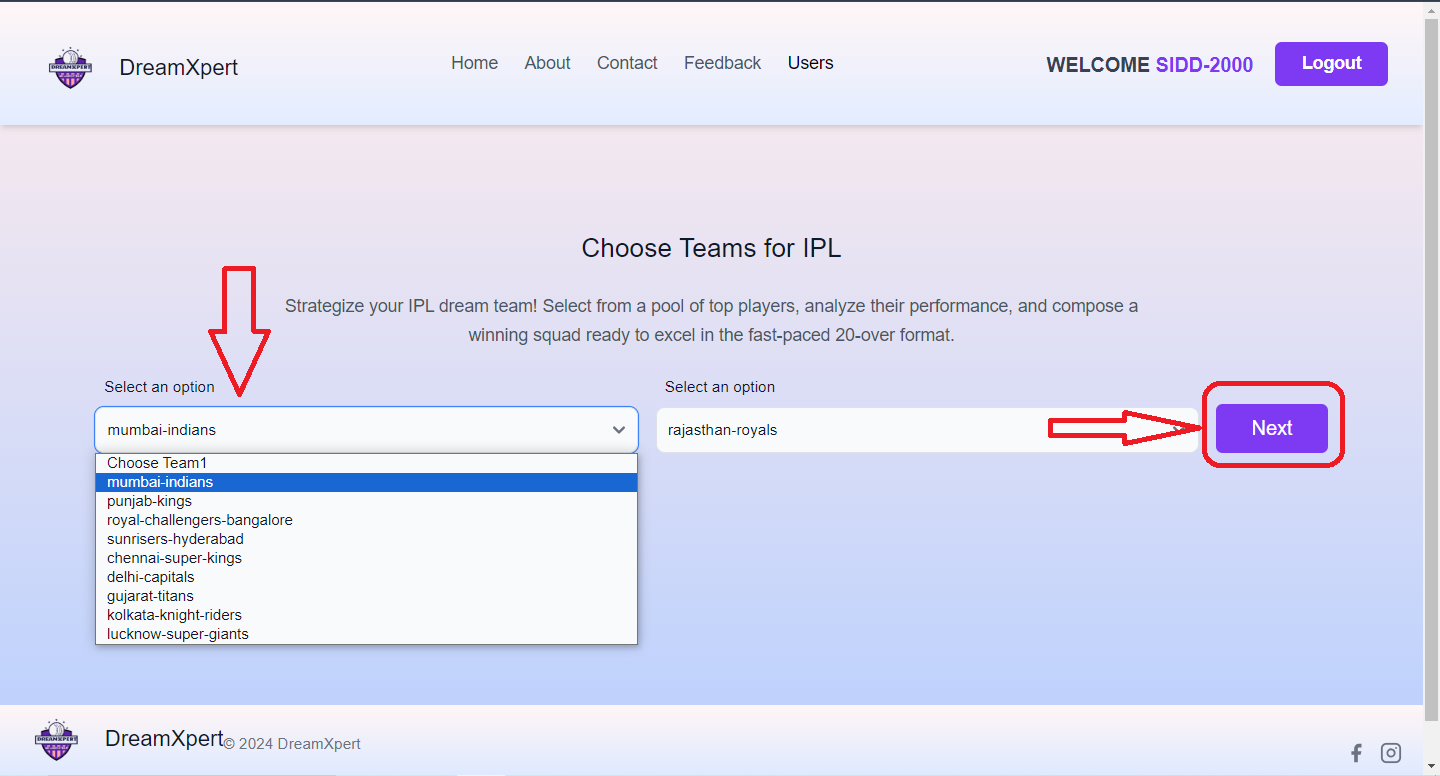 DREAMXPERT
DreamXpert
Home
About
Contact
Feedback
Users
WELCOME SIDD-2000
Logout
Choose Teams for IPL
Strategize your IPL dream team! Select from a pool of top players, analyze their performance, and compose a
winning squad ready to excel in the fast-paced 20-over format.
Select an option
mumbai-indians
Choose Team1
mumbai-indians
punjab-kings
royal-challengers-bangalore
sunrisers-hyderabad
chennai-super-kings
delhi-capitals
gujarat-titans
kolkata-knight-riders
lucknow-super-giants
Select an option
rajasthan-royals
Next
DREAMXPERT
DreamXpert
© 2024 DreamXpert